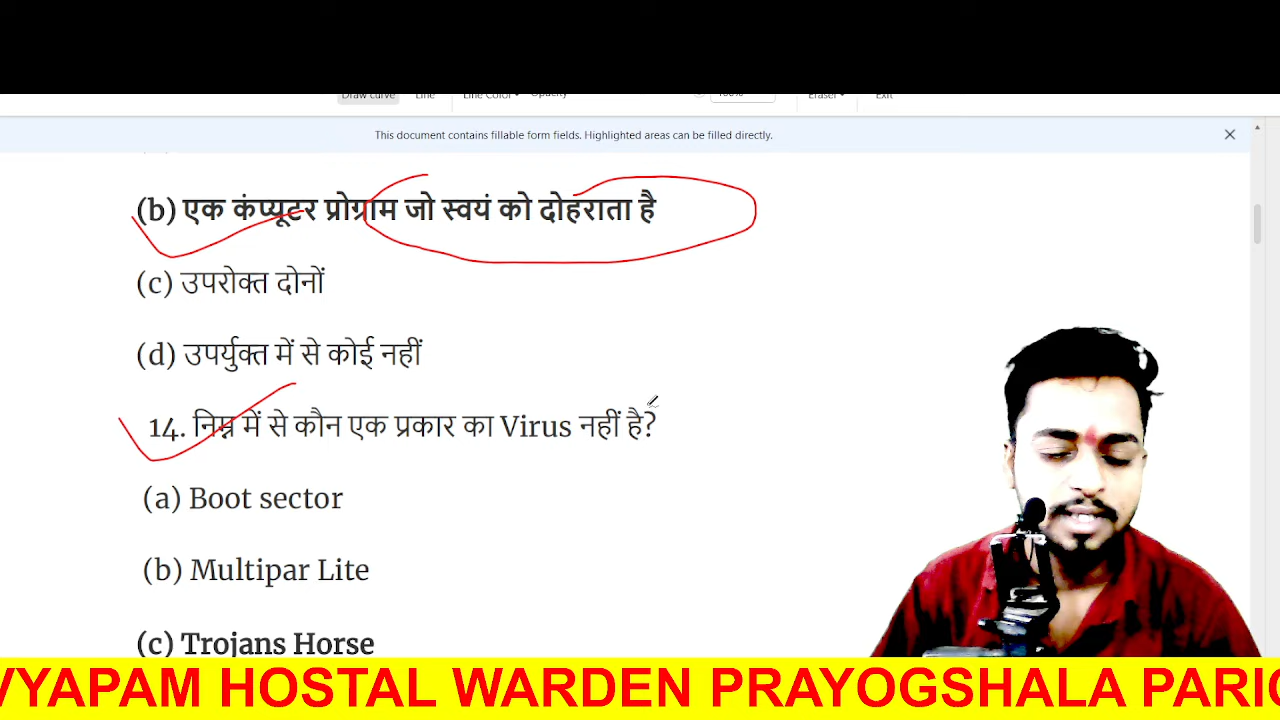 This document contains fillable form fields. Highlighted areas can be filled directly.
(b) एक कंप्यूटर प्रोग्राम जो स्वयं को दोहराता है
(c) उपरोक्त दोनों
(d) उपर्युक्त में से कोई नहीं
14. निम्न में से कौन एक प्रकार का Virus नहीं है?
(a) Boot sector
(b) Multipar Lite
(c) Trojans Horse
VYAPAM HOSTAL WARDEN PRAYOGSHALA PARIC